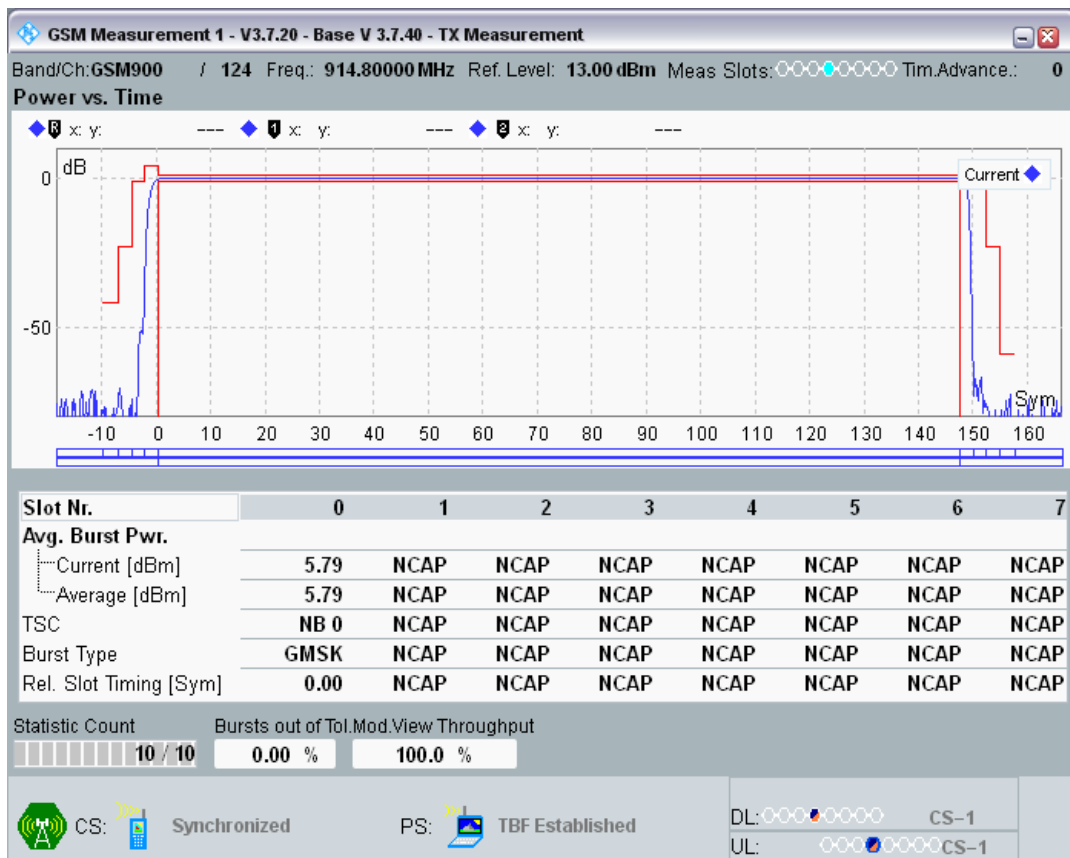 GSM Measurement 1 - V3.7.20 - Base V 3.7.40 - TX Measurement
Band/Ch:GSM900 / 124 Freq.: 914.80000 MHz Ref. Level: 13.00 dBm Meas Slots: Tim.Advance.: 0
Power vs. Time
R x: y: --- 1 x: y: --- 2 x: y: ---
dB
Current
0
-50
Sym
-10 0 10 20 30 40 50 60 70 80 90 100 110 120 130 140 150 160
Slot Nr. 0 1 2 3 4 5 6 7
Avg. Burst Pwr.
Current [dBm] 5.79 NCAP NCAP NCAP NCAP NCAP NCAP NCAP
Average [dBm] 5.79 NCAP NCAP NCAP NCAP NCAP NCAP NCAP
TSC NB 0 NCAP NCAP NCAP NCAP NCAP NCAP NCAP
Burst Type GMSK NCAP NCAP NCAP NCAP NCAP NCAP NCAP
Rel. Slot Timing [Sym] 0.00 NCAP NCAP NCAP NCAP NCAP NCAP NCAP
Statistic Count Bursts out of Tol.Mod.View Throughput
10 / 10 0.00 % 100.0 %
CS: Synchronized PS: TBF Established
DL: CS-1
UL: CS-1